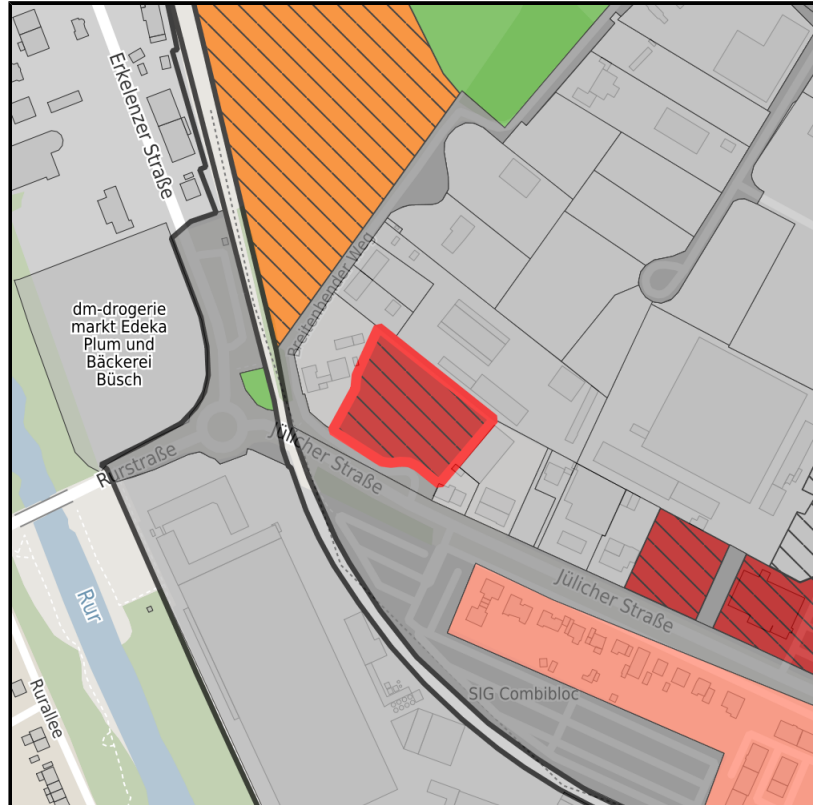 Erkelenzer Straße
Breitenbender Weg
dm-drogerie
markt Edeka
Plum und
Bäckerei
Büsch
Rurstraße
Jülicher Straße
Jülicher Straße
Rur
SIG Combibloc
Rurallee